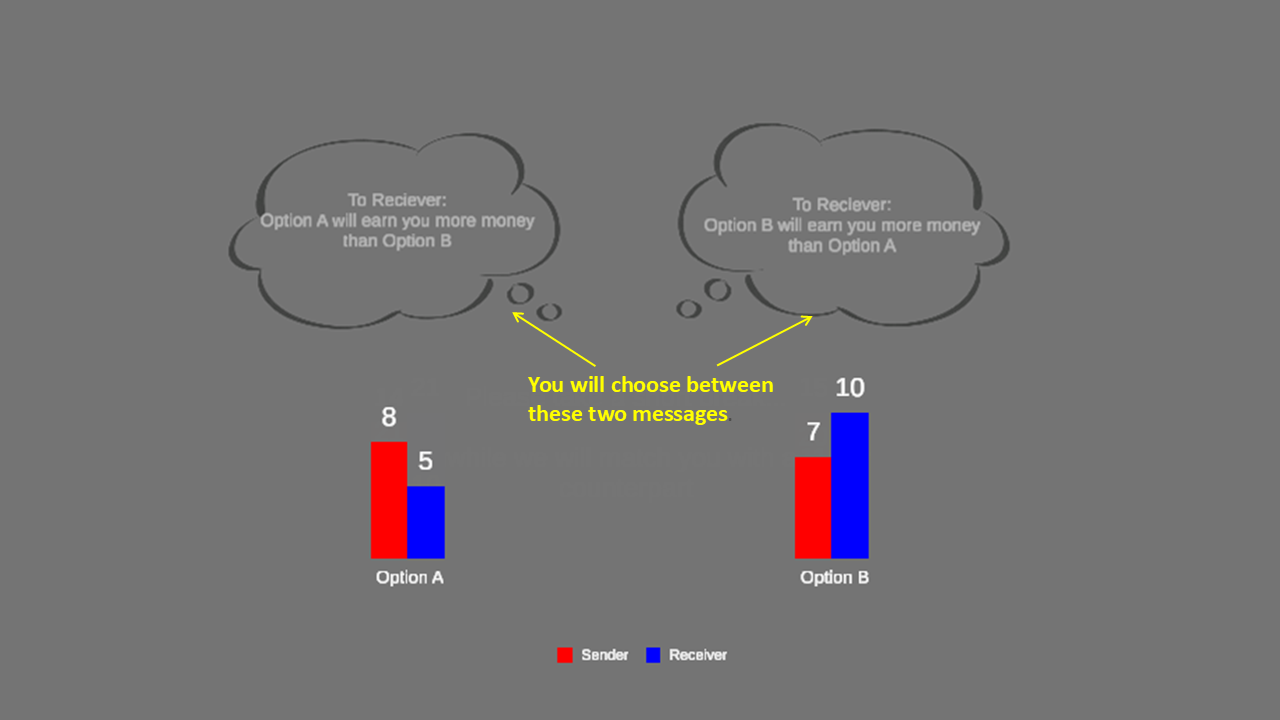 To Reciever:
Option A will earn you more money
than Option B
To Reciever:
Option B will earn you more money
than Option A
You will choose between
these two messages.
8
5
7
10
Option A
Option B
Sender
Receiver